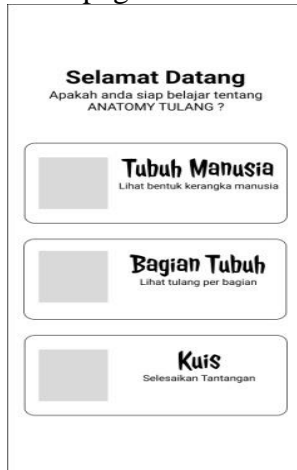 Selamat Datang
Apakah anda siap belajar tentang
ANATOMY TULANG ?
Tubuh Manusia
Lihat bentuk kerangka manusia
Bagian Tubuh
Lihat tulang per bagian
Kuis
Selesaikan Tantangan